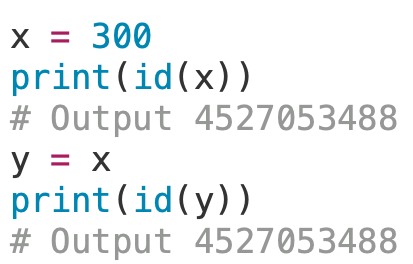 x = 300
print(id(x))
# Output 4527053488
y = x
print(id(y))
# Output 4527053488